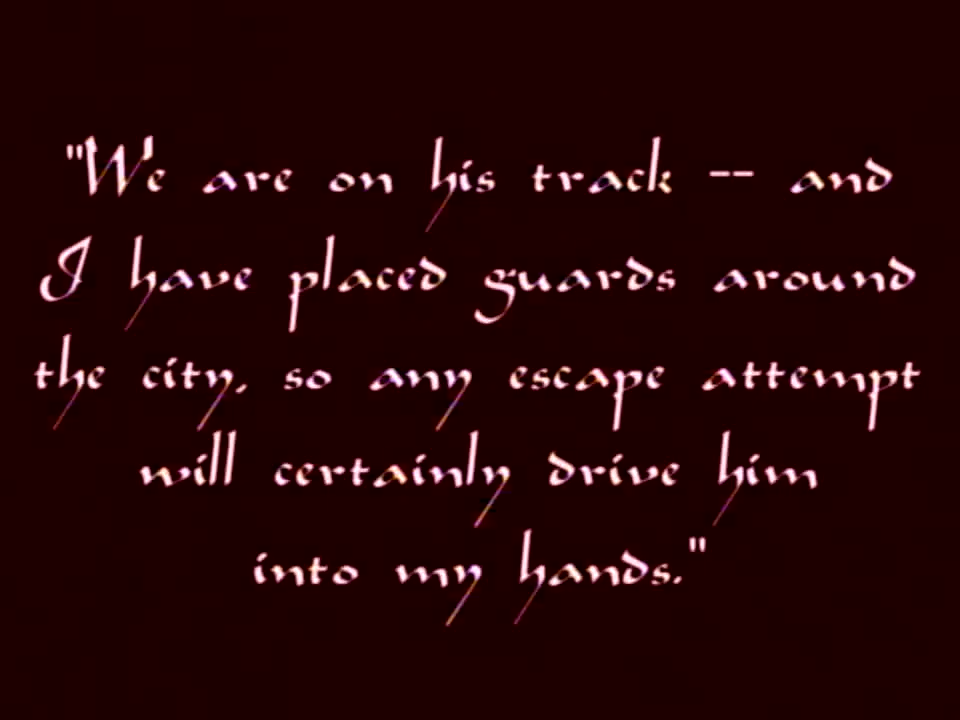 "We are on his track -- and
I have placed guards around
the city, so any escape attempt
will certainly drive him
into my hands."